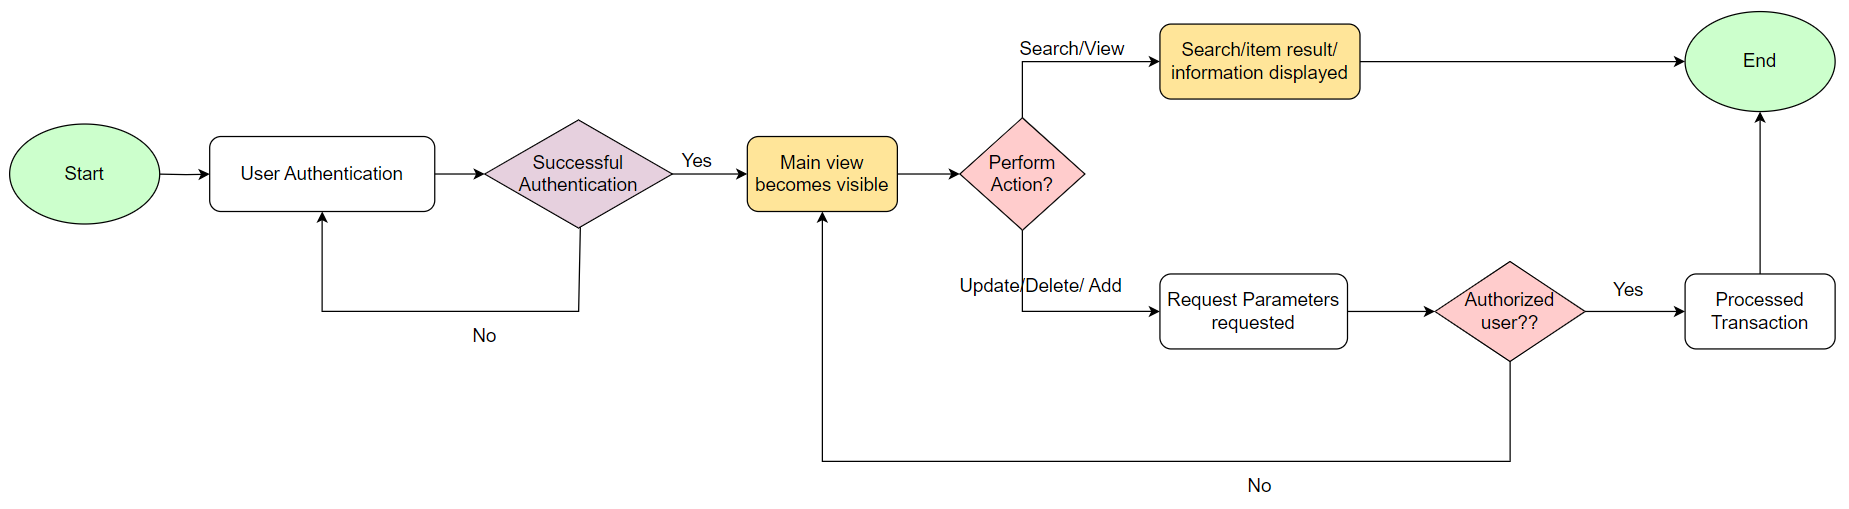 Start
User Authentication
Successful
Authentication
Yes
No
Main view
becomes visible
Perform
Action?
Search/View
Search/item result/
information displayed
End
Update/Delete/ Add
Request Parameters
requested
Authorized
user??
Yes
Processed
Transaction
No